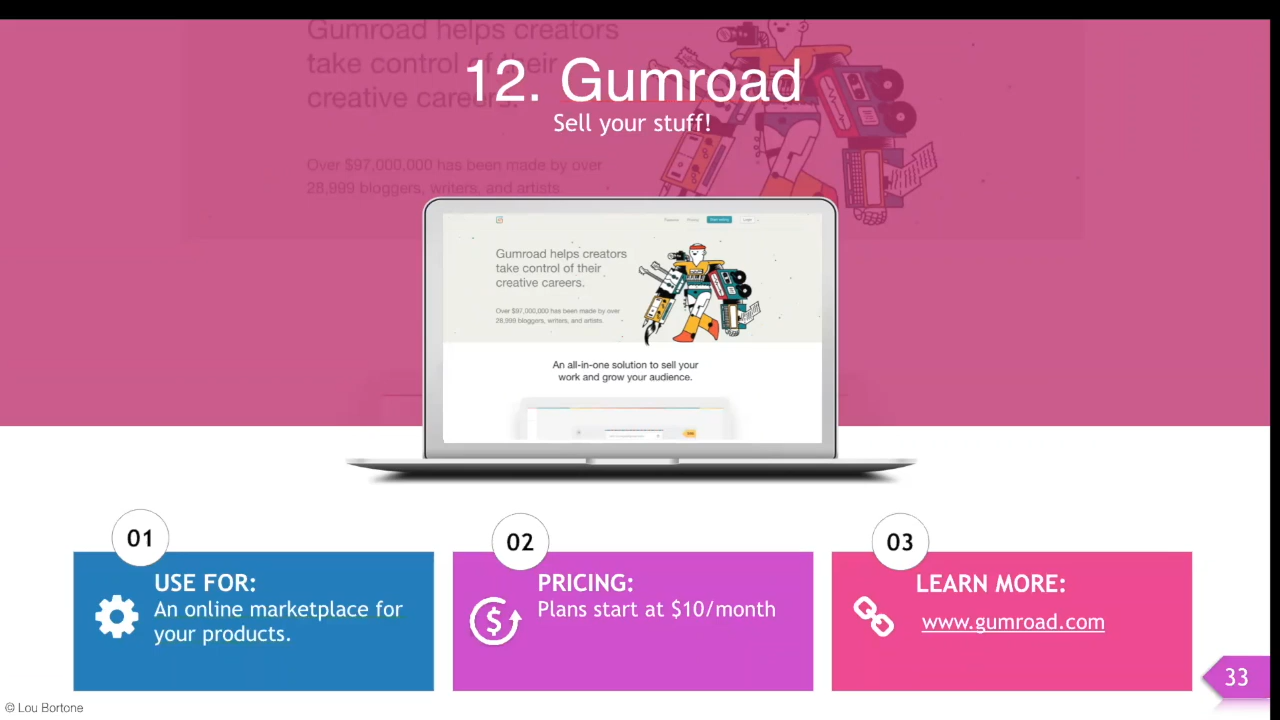 Gumroad helps creators
take control of their
creative careers.
12. Gumroad
Sell your stuff!
Over $97,000,000 has been made by over
28,999 bloggers, writers, and artists.
Gumroad helps creators
take control of their
creative careers.
Over $97,000,000 has been made by over
28,999 bloggers, writers, and artists.
An all-in-one solution to sell your
work and grow your audience.
01
USE FOR:
An online marketplace for
your products.
02
PRICING:
Plans start at $10/month
03
LEARN MORE:
www.gumroad.com
33
© Lou Bortone